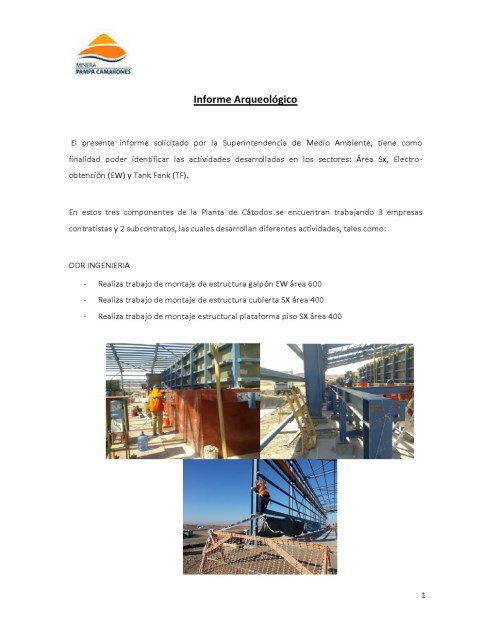 MINERA
PAMPA CAMARONES
Informe Arqueológico
El presente informe solicitado por la Superintendencia de Medio Ambiente, tiene como
finalidad poder identificar las actividades desarrolladas en los sectores: Área Sx, Electro-
obtención (EW) y Tank Fank (TF).
En estos tres componentes de la Planta de Cátodos se encuentran trabajando 3 empresas
contratistas y 2 subcontratos, las cuales desarrollan diferentes actividades, tales como:
ODR INGENIERIA
- Realiza trabajo de montaje de estructura galpón EW área 600
- Realiza trabajo de montaje de estructura cubierta SX área 400
- Realiza trabajo de montaje estructural plataforma piso SX área 400
1